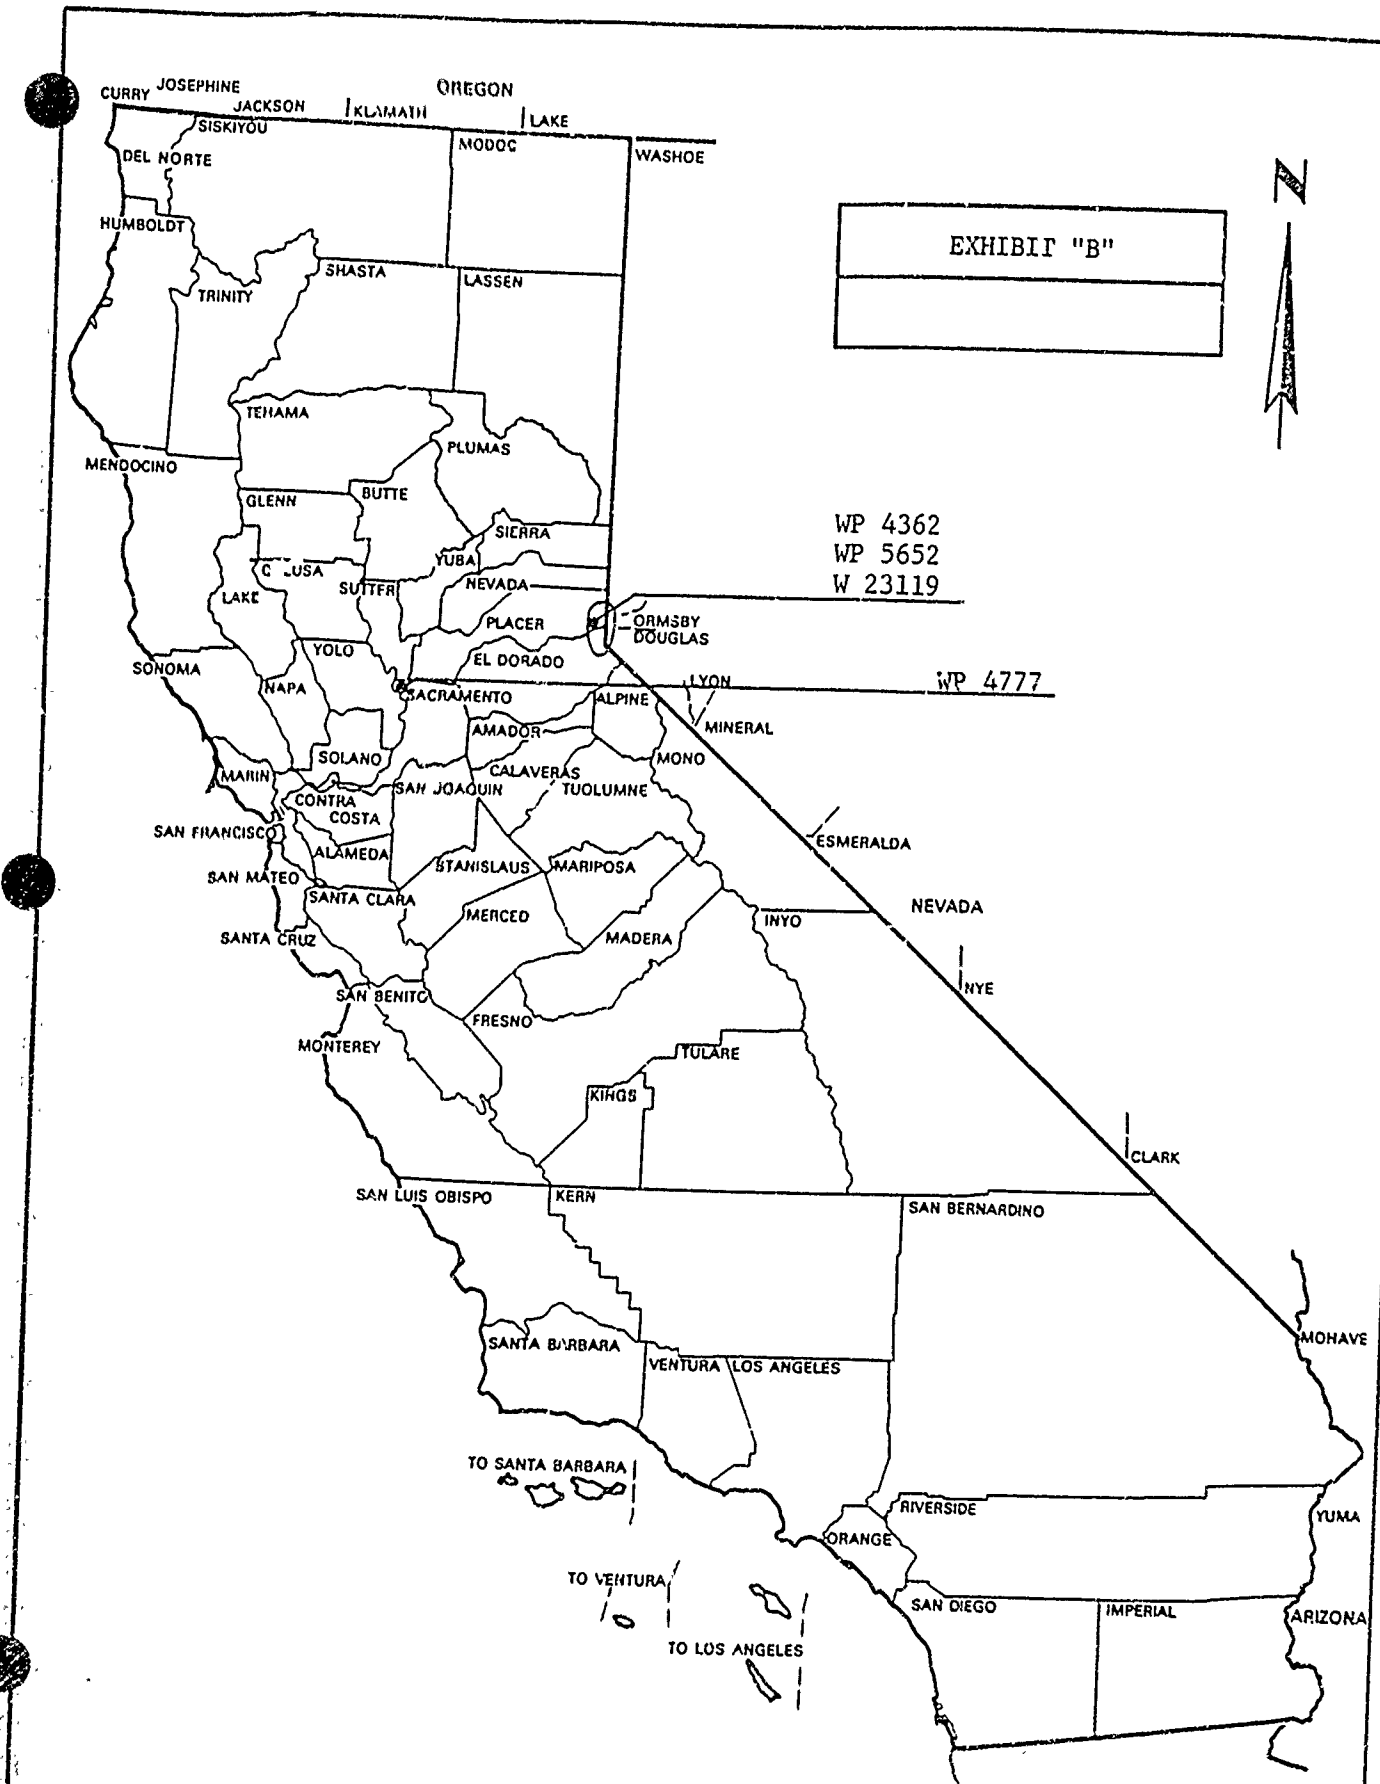 OREGON
CURRY
JOSEPHINE
JACKSON
KLAMATH
LAKE
SISKIYOU
MODOC
WASHOE
DEL NORTE
N
HUMBOLDT
EXHIBIT "B"
SHASTA
LASSEN
TRINITY
TEHAMA
PLUMAS
MENDOCINO
GLENN
BUTTE
WP 4362
WP 5652
W 23119
SIERRA
YUBA
C LUSA
SUTTER
NEVADA
LAKE
PLACER
ORMSBY
DOUGLAS
YOLO
EL DORADO
SONOMA
NAPA
SACRAMENTO
ALPINE
LYON
WP 4777
AMADOR
MINERAL
SOLANO
MONO
MARIN
CALAVERAS
CONTRA
COSTA
SAN JOAQUIN
TUOLUMNE
SAN FRANCISCO
ALAMEDA
ESMERALDA
SAN MATEO
STANISLAUS
MARIPOSA
SANTA CLARA
MERCED
INYO
NEVADA
SANTA CRUZ
MADERA
SAN BENITO
NYE
FRESNO
MONTEREY
TULARE
KINGS
CLARK
SAN LUIS OBISPO
KERN
SAN BERNARDINO
SANTA BARBARA
VENTURA
LOS ANGELES
MOHAVE
TO SANTA BARBARA
RIVERSIDE
YUMA
ORANGE
TO VENTURA
SAN DIEGO
IMPERIAL
ARIZONA
TO LOS ANGELES